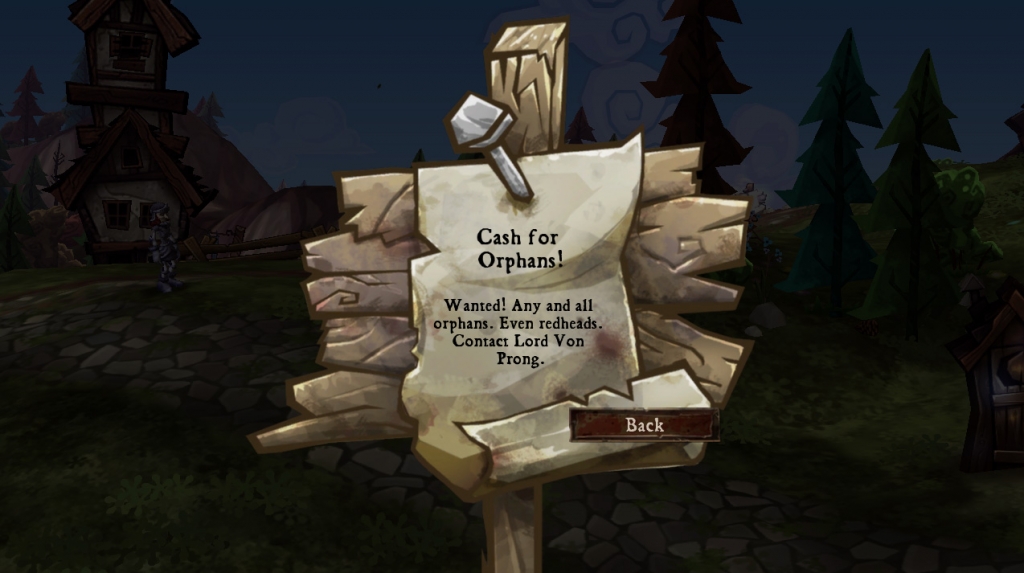 Cash for
Orphans!
Wanted! Any and all
orphans. Even redheads.
Contact Lord Von
Prong.
Back